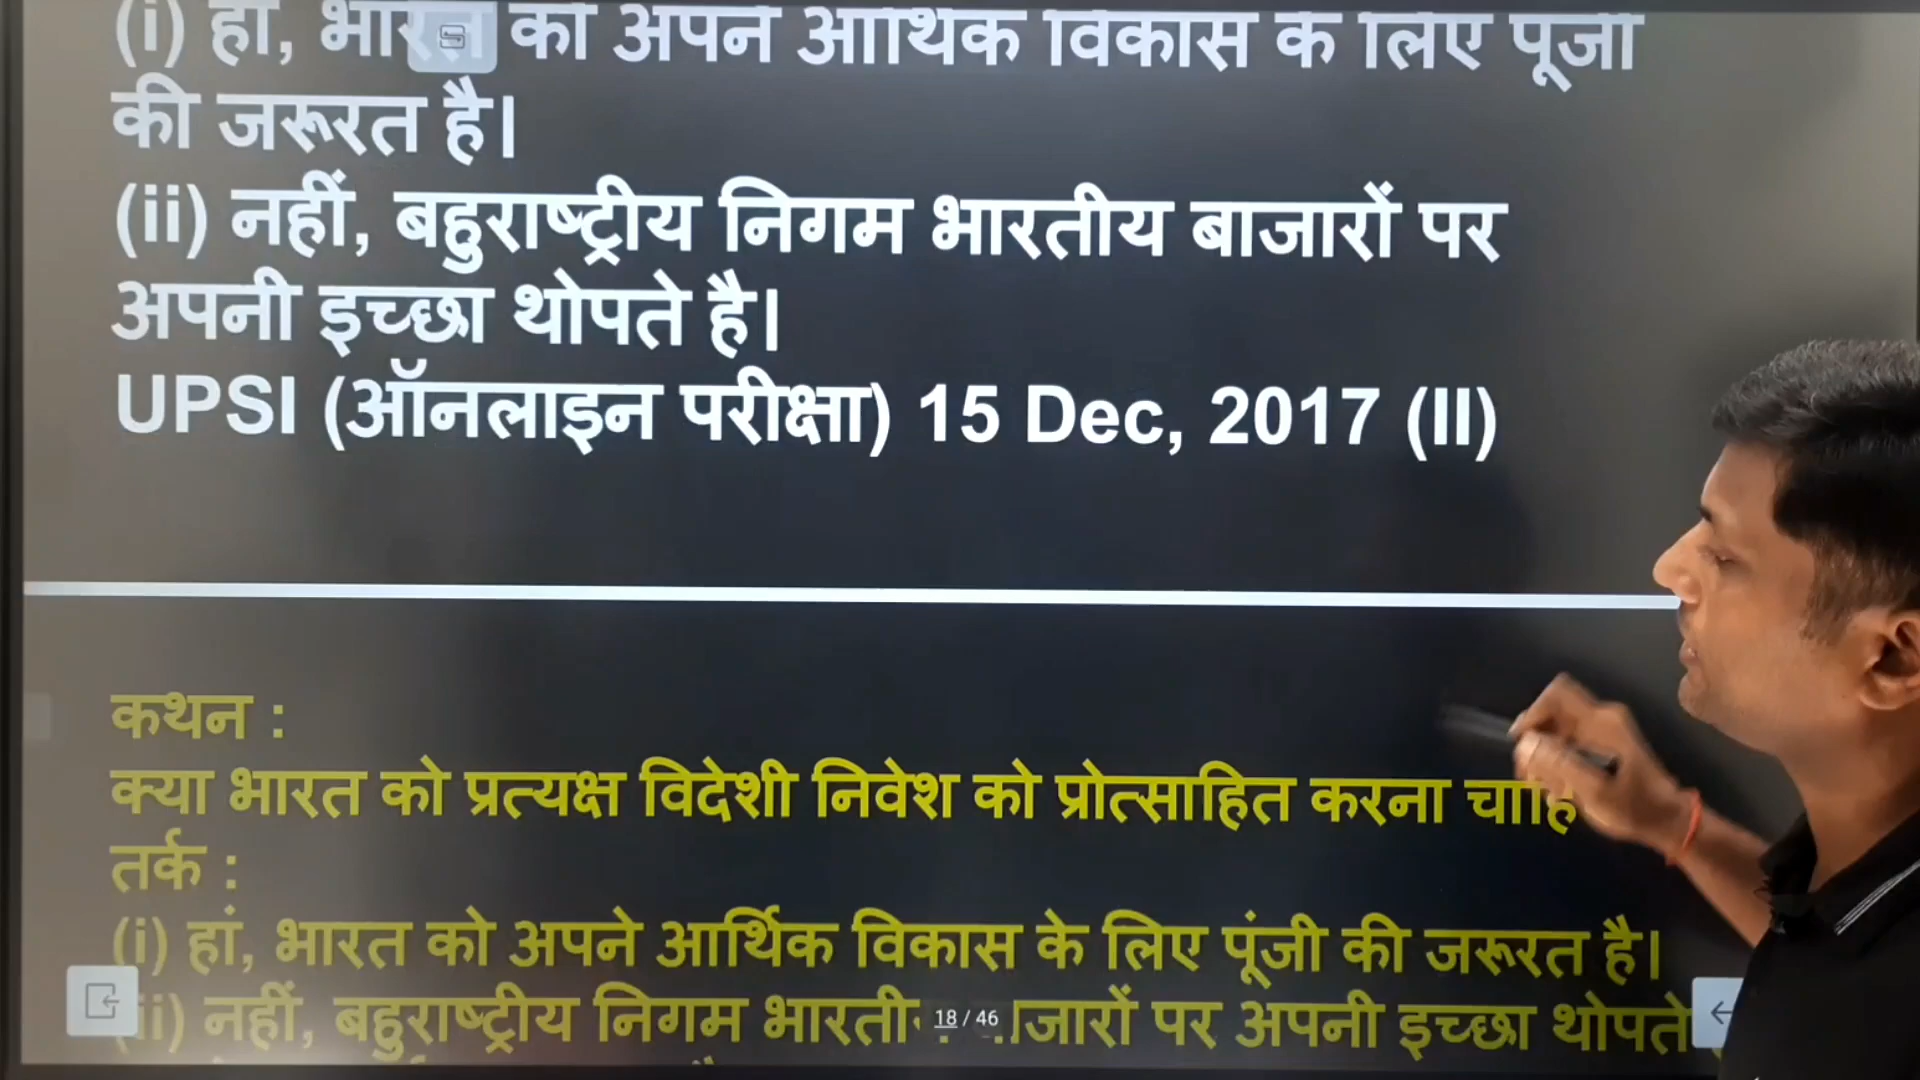 (i) हां, भारत को अपने आर्थिक विकास के लिए पूंजी
की जरूरत है।
(ii) नहीं, बहुराष्ट्रीय निगम भारतीय बाजारों पर
अपनी इच्छा थोपते है।
UPSI (ऑनलाइन परीक्षा) 15 Dec, 2017 (II)
कथन :
क्या भारत को प्रत्यक्ष विदेशी निवेश को प्रोत्साहित करना
तर्क :
(i) हां, भारत को अपने आर्थिक विकास के लिए पूंजी की जरूरत है।
(ii) नहीं, बहुराष्ट्रीय निगम पर अपनी इच्छा थोपते
18 / 46